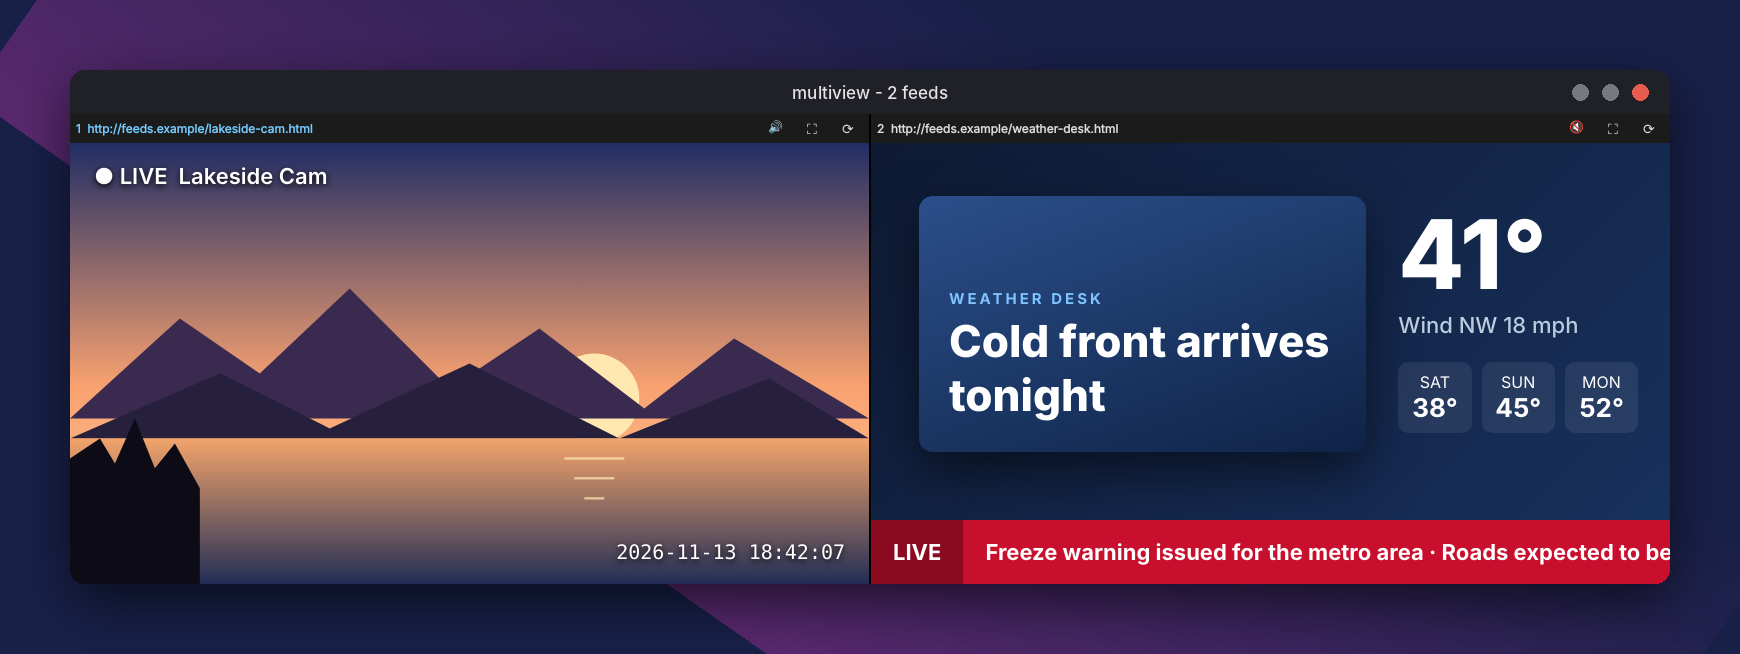 multiview - 2 feeds
1 http://feeds.example/lakeside-cam.html
2 http://feeds.example/weather-desk.html
LIVE Lakeside Cam
2026-11-13 18:42:07
WEATHER DESK
Cold front arrives
tonight
41°
Wind NW 18 mph
SAT SUN MON
38° 45° 52°
LIVE Freeze warning issued for the metro area · Roads expected to be